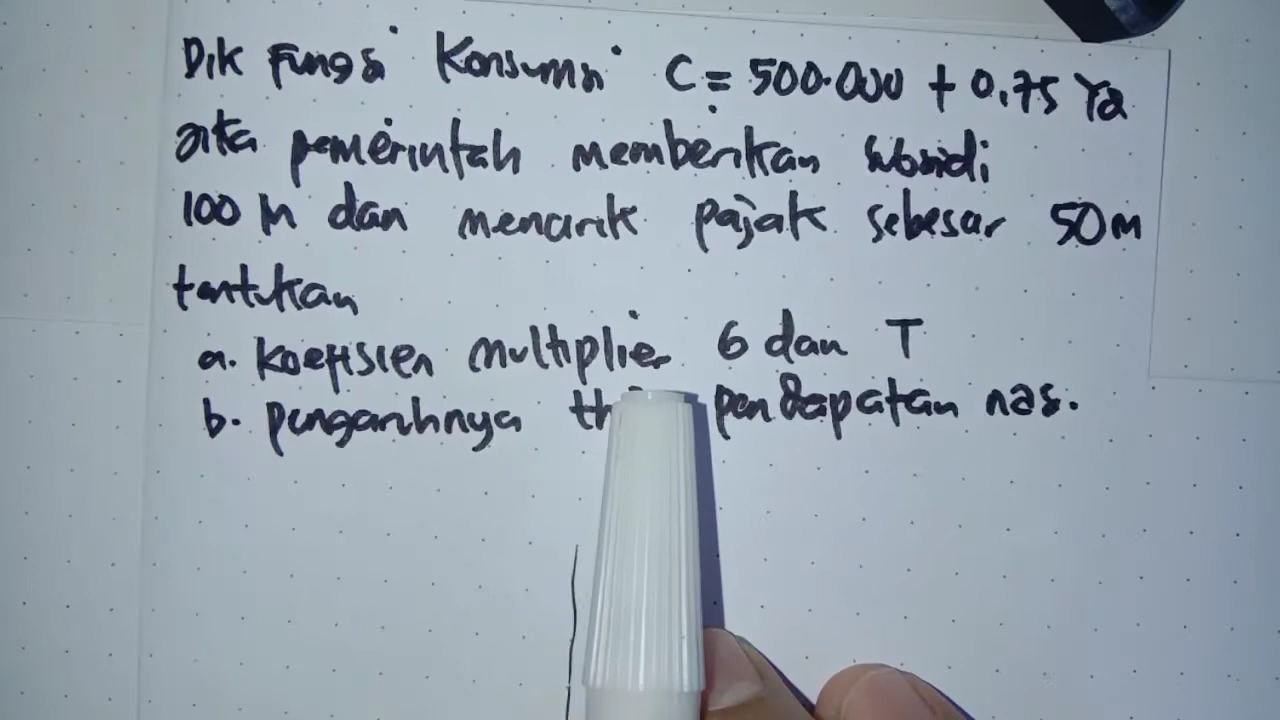 Dik Fungsi Konsumsi C = 500.000 + 0,75 Yd
jika pemerintah memberikan subsidi
100 M dan menarik pajak sebesar 50 M
tentukan
a. Koefisien multiplier G dan T
b. pengaruhnya pendapatan nas.